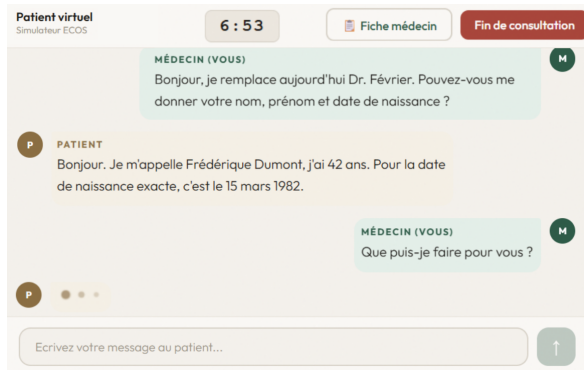 Patient virtuel
Simulateur ECOS
6:53
Fiche médecin
Fin de consultation
MÉDECIN (VOUS)
M
Bonjour, je remplace aujourd'hui Dr. Février. Pouvez-vous me
donner votre nom, prénom et date de naissance ?
P
PATIENT
Bonjour. Je m'appelle Frédérique Dumont, j'ai 42 ans. Pour la date
de naissance exacte, c'est le 15 mars 1982.
MÉDECIN (VOUS)
M
Que puis-je faire pour vous ?
P
Ecrivez votre message au patient...